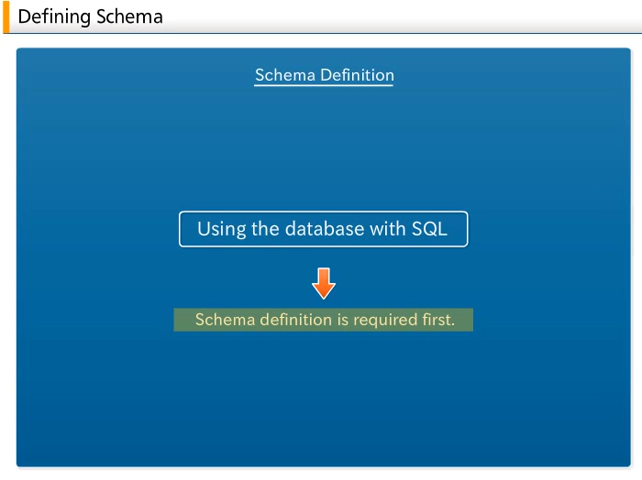 Defining Schema
Schema Definition
Using the database with SQL
Schema definition is required first.